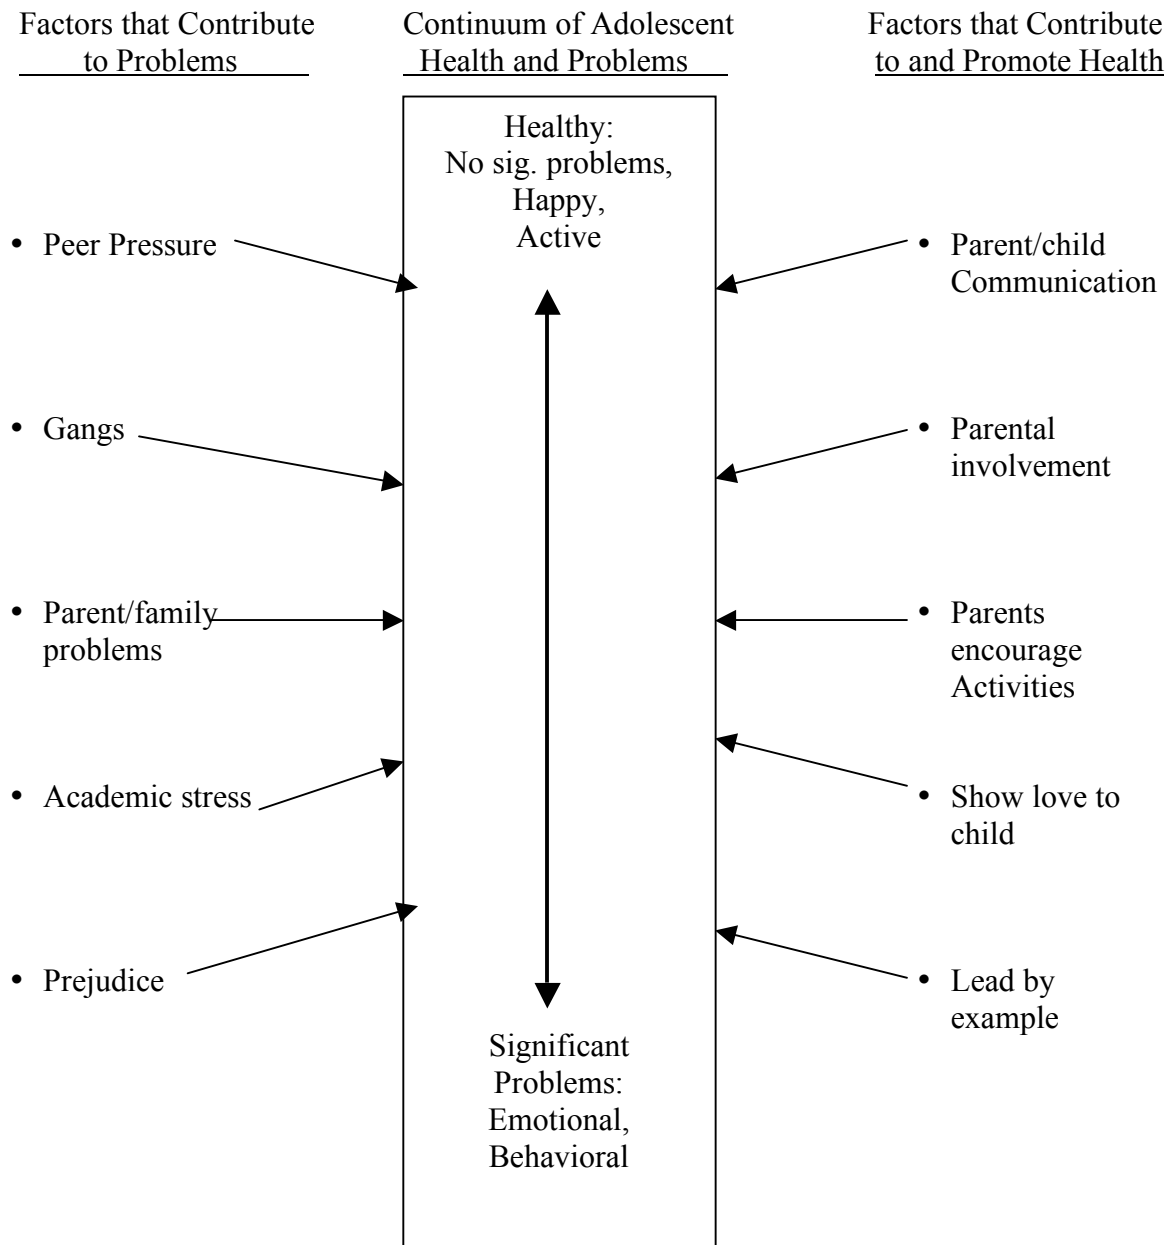 Factors that Contribute
to Problems
Continuum of Adolescent
Health and Problems
Factors that Contribute
to and Promote Health
Healthy:
No sig. problems,
Happy,
Active
• Peer Pressure
• Gangs
• Parent/family
problems
• Academic stress
• Prejudice
• Parent/child
Communication
• Parental
involvement
• Parents
encourage
Activities
• Show love to
child
• Lead by
example
Significant
Problems:
Emotional,
Behavioral